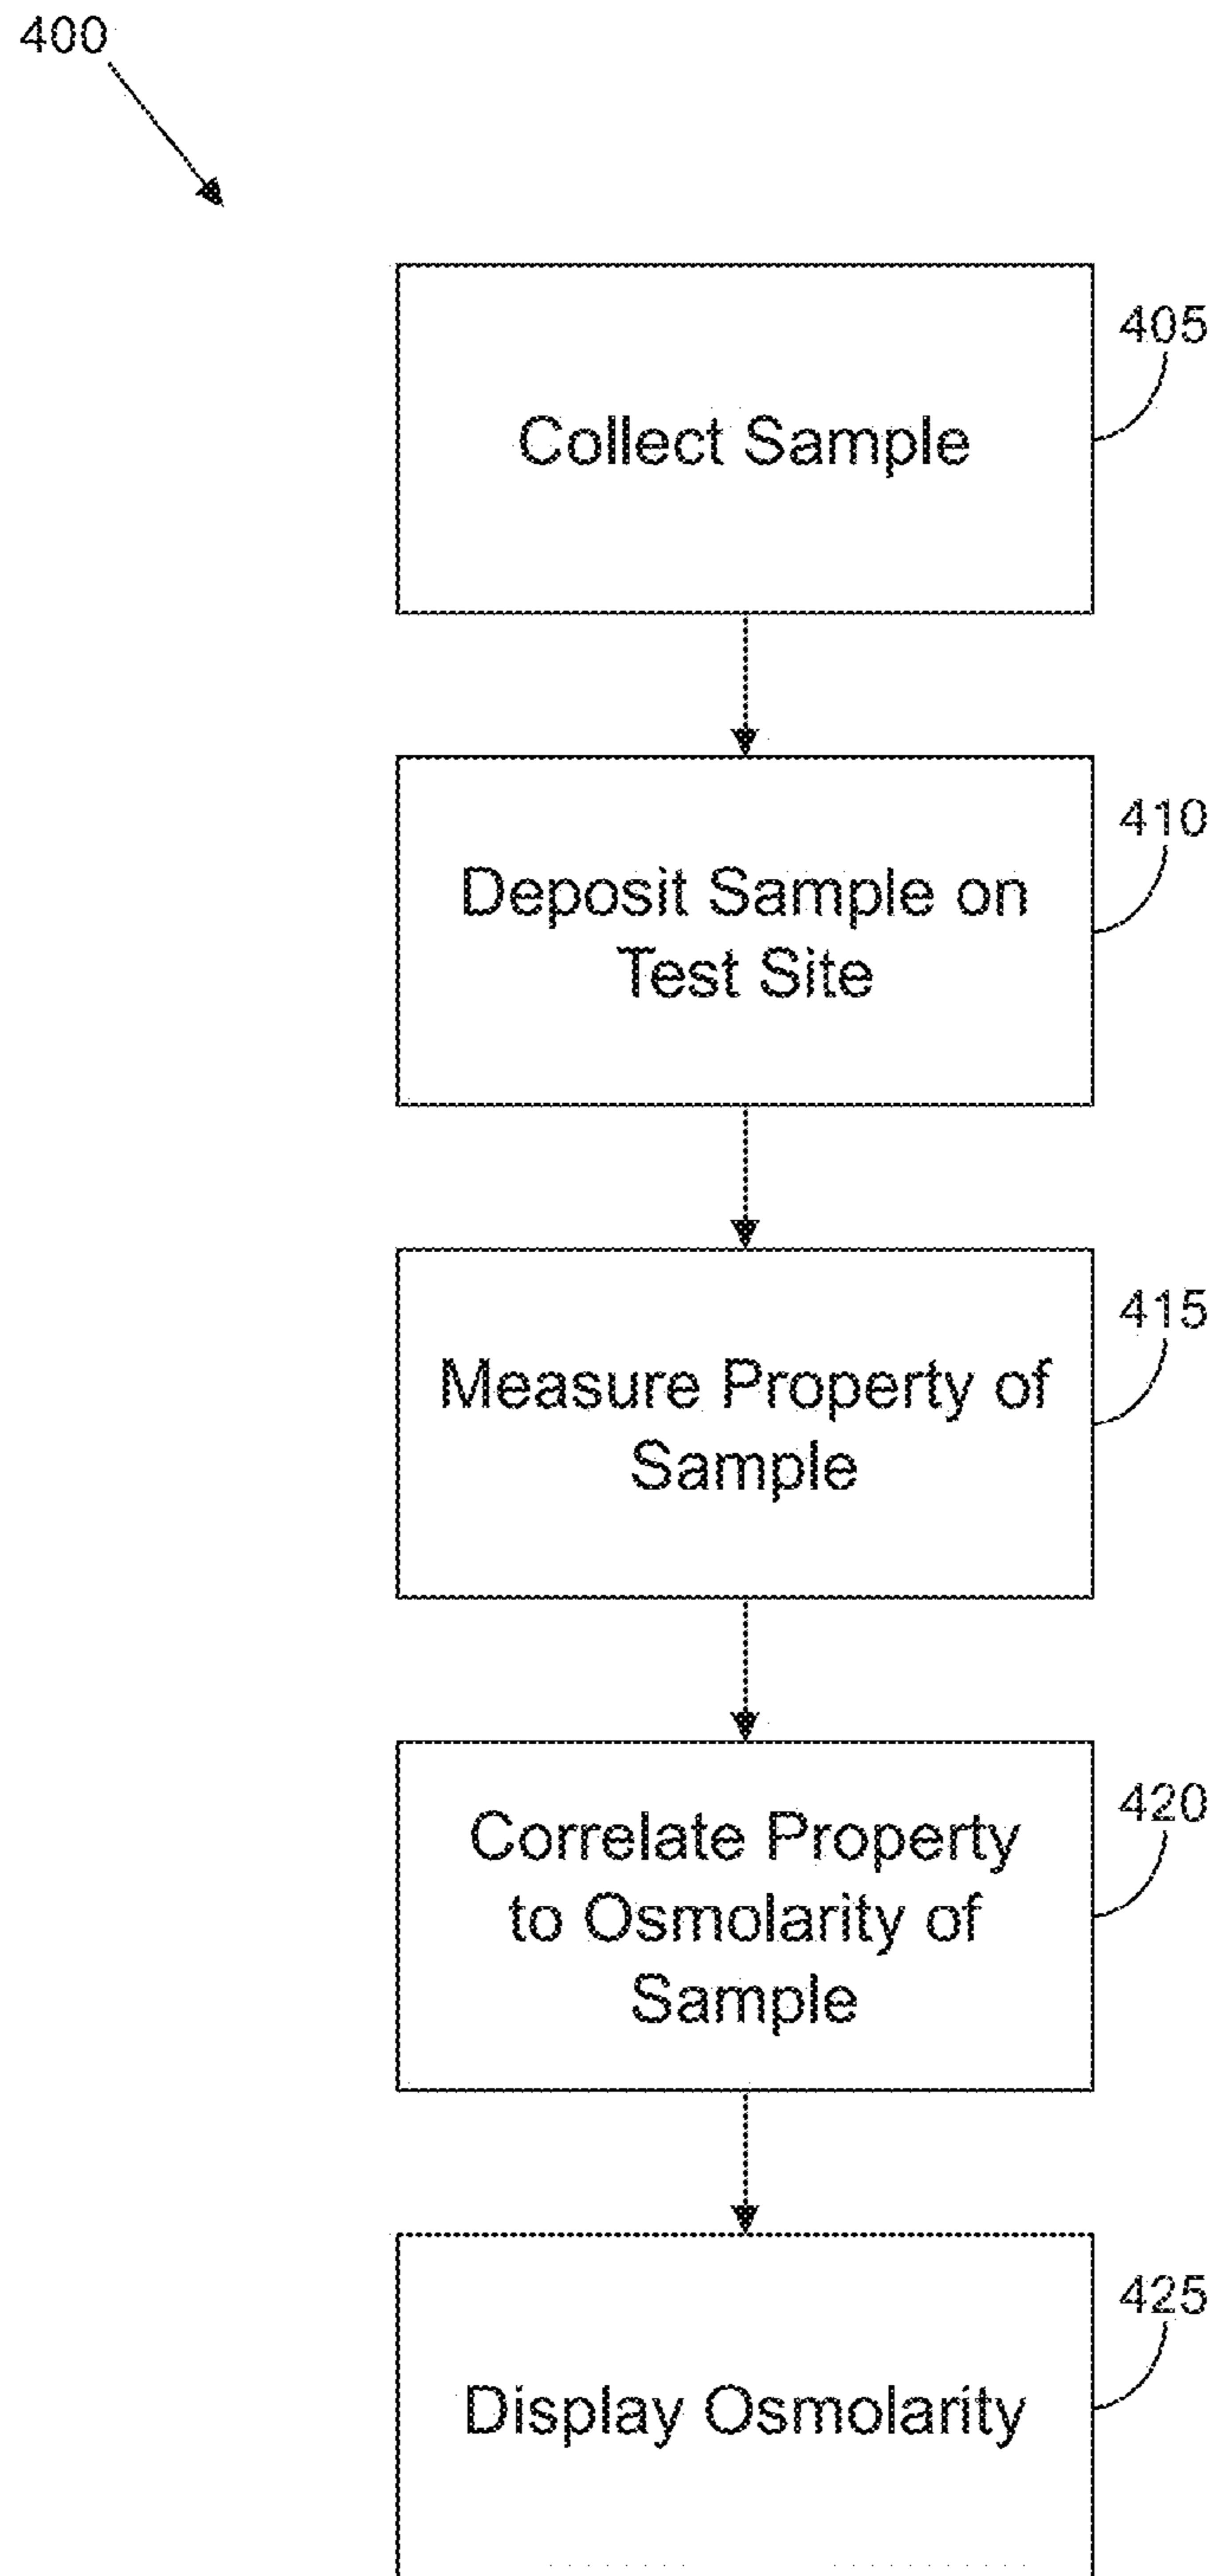 400
405
Collect Sample
410
Deposit Sample on
Test Site
415
Measure Property of
Sample
420
Correlate Property
to Osmolarity of
Sample
425
Display Osmolarity